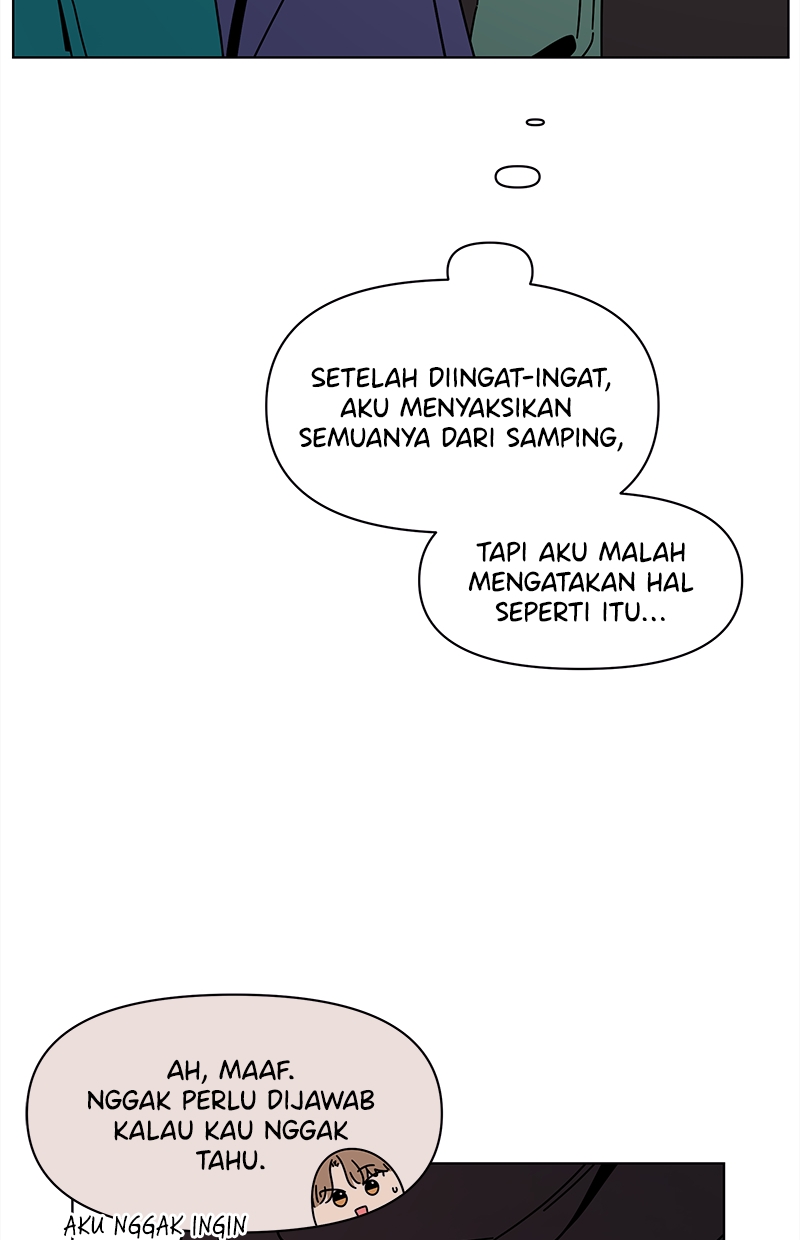 SETELAH DIINGAT-INGAT,
AKU MENYAKSIKAN
SEMUANYA DARI SAMPING,
TAPI AKU MALAH
MENGATAKAN HAL
SEPERTI ITU...
AH, MAAF.
NGGAK PERLU DIJAWAB
KALAU KAU NGGAK
TAHU.
AKU NGGAK INGIN